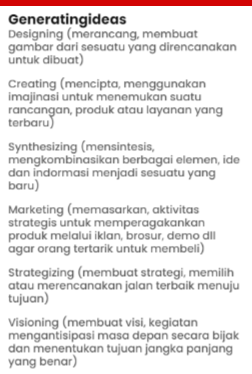 Generatingideas
Designing (merancang, membuat
gambar dari sesuatu yang direncanakan
untuk dibuat)
Creating (mencipta, menggunakan
imajinasi untuk menemukan suatu
rancangan, produk atau layanan yang
terbaru)
Synthesizing (mensintesis,
mengkombinasikan berbagai elemen, ide
dan indormasi menjadi sesuatu yang
baru)
Marketing (memasarkan, aktivitas
strategis untuk memperagakankan
produk melalui iklan, brosur, demo dll
agar orang tertarik untuk membeli)
Strategizing (membuat strategi, memilih
atau merencanakan jalan terbaik menuju
tujuan)
Visioning (membuat visi, kegiatan
mengantisipasi masa depan secara bijak
dan menentukan tujuan jangka panjang
yang benar)